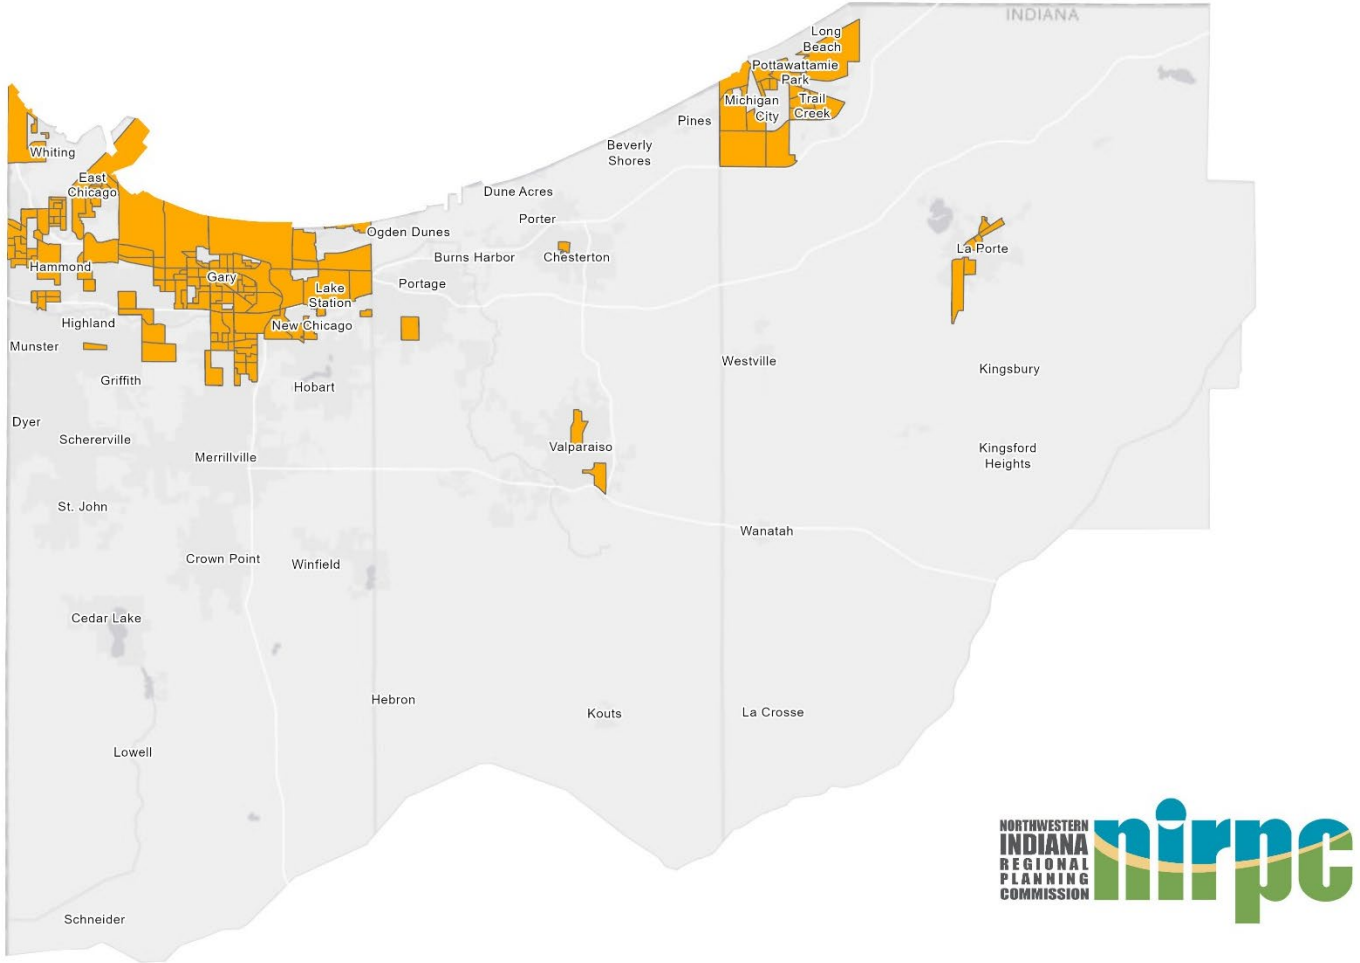 INDIANA
Long
Beach
Pottawattamie
Park
Michigan
City
Trail
Creek
Pines
Beverly
Shores
Whiting
East
Chicago
Dune Acres
Porter
Ogden Dunes
Burns Harbor
Chesterton
La Porte
Hammond
Gary
Lake
Station
Portage
Highland
New Chicago
Munster
Griffith
Hobart
Westville
Kingsbury
Dyer
Schererville
Merrillville
Valparaiso
Kingsford
Heights
St. John
Crown Point
Winfield
Wanatah
Cedar Lake
Hebron
Kouts
La Crosse
Lowell
Schneider
NORTHWESTERN
INDIANA
REGIONAL
PLANNING
COMMISSION
nirpc